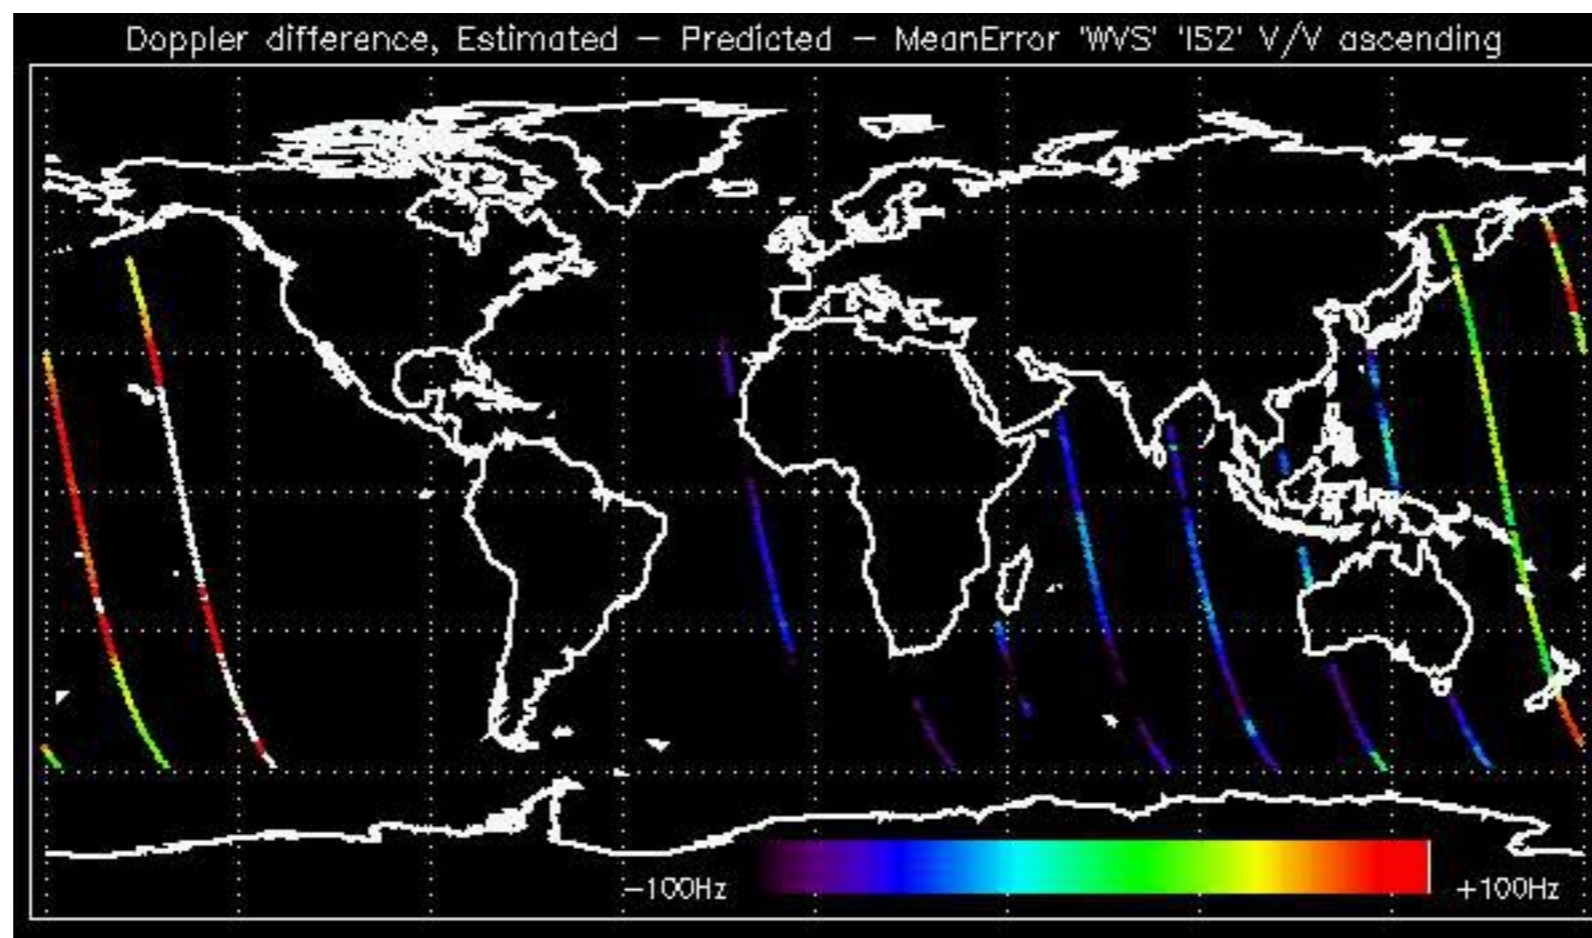 Doppler difference, Estimated – Predicted – MeanError 'WVS' 'IS2' V/V ascending
–100Hz +100Hz